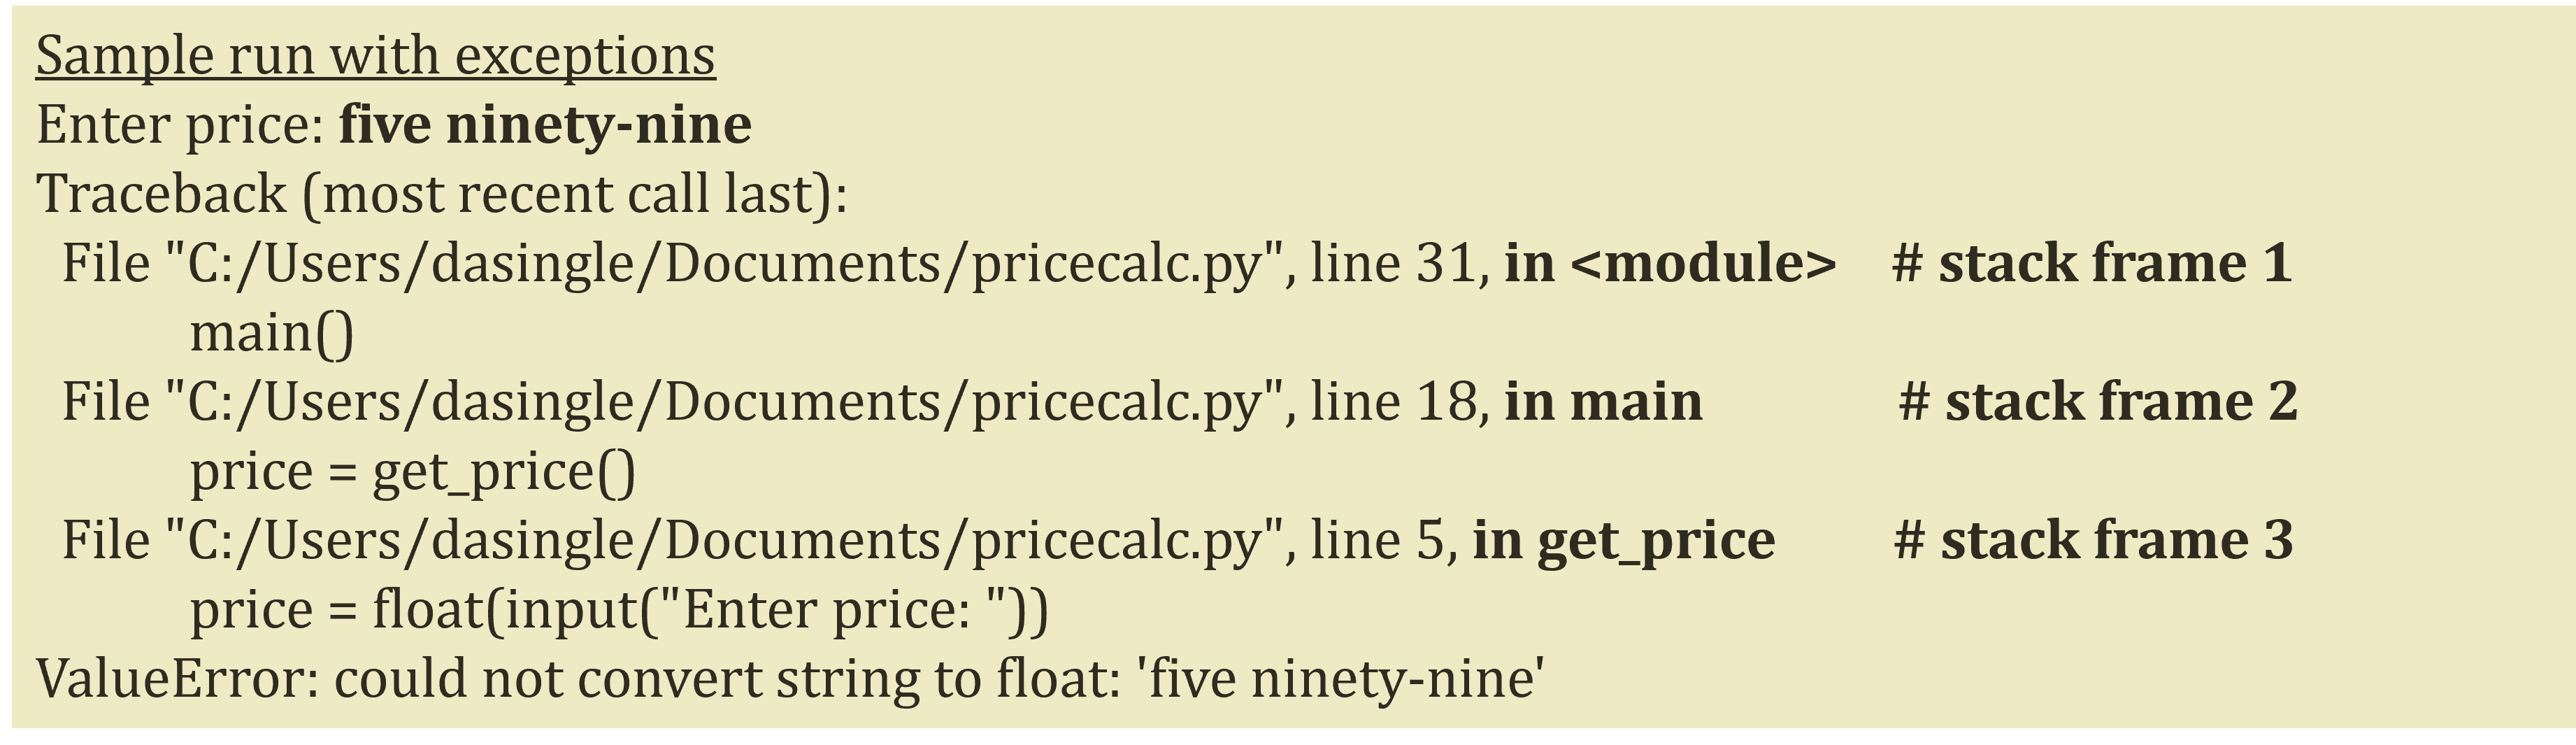 Sample run with exceptions
Enter price: five ninety-nine
Traceback (most recent call last):
File "C:/Users/dasingle/Documents/pricecalc.py", line 31, in <module> # stack frame 1
main()
File "C:/Users/dasingle/Documents/pricecalc.py", line 18, in main # stack frame 2
price = get_price()
File "C:/Users/dasingle/Documents/pricecalc.py", line 5, in get_price # stack frame 3
price = float(input("Enter price: "))
ValueError: could not convert string to float: 'five ninety-nine'